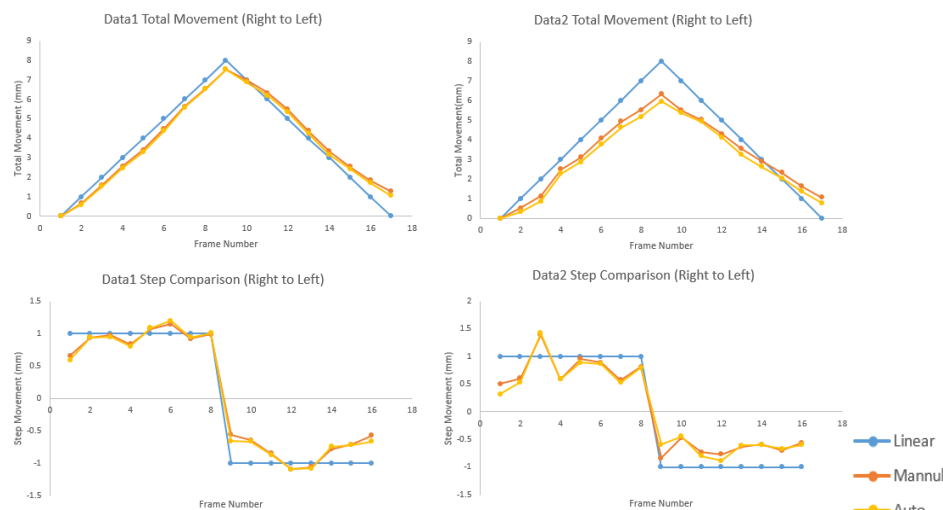 Data1 Total Movement (Right to Left)
Total Movement (mm)
9
8
7
6
5
4
3
2
1
0
0 2 4 6 8 10 12 14 16 18
Frame Number
Data2 Total Movement (Right to Left)
Total Movement(mm)
9
8
7
6
5
4
3
2
1
0
0 2 4 6 8 10 12 14 16 18
Frame Number
Data1 Step Comparison (Right to Left)
Step Movement (mm)
1.5
1
0.5
0
-0.5
-1
-1.5
0 2 4 6 8 10 12 14 16 18
Frame Number
Data2 Step Comparison (Right to Left)
Step Movement (mm)
2
1.5
1
0.5
0
-0.5
-1
-1.5
0 2 4 6 8 10 12 14 16 18
Frame Number
Linear
Mannul
Auto